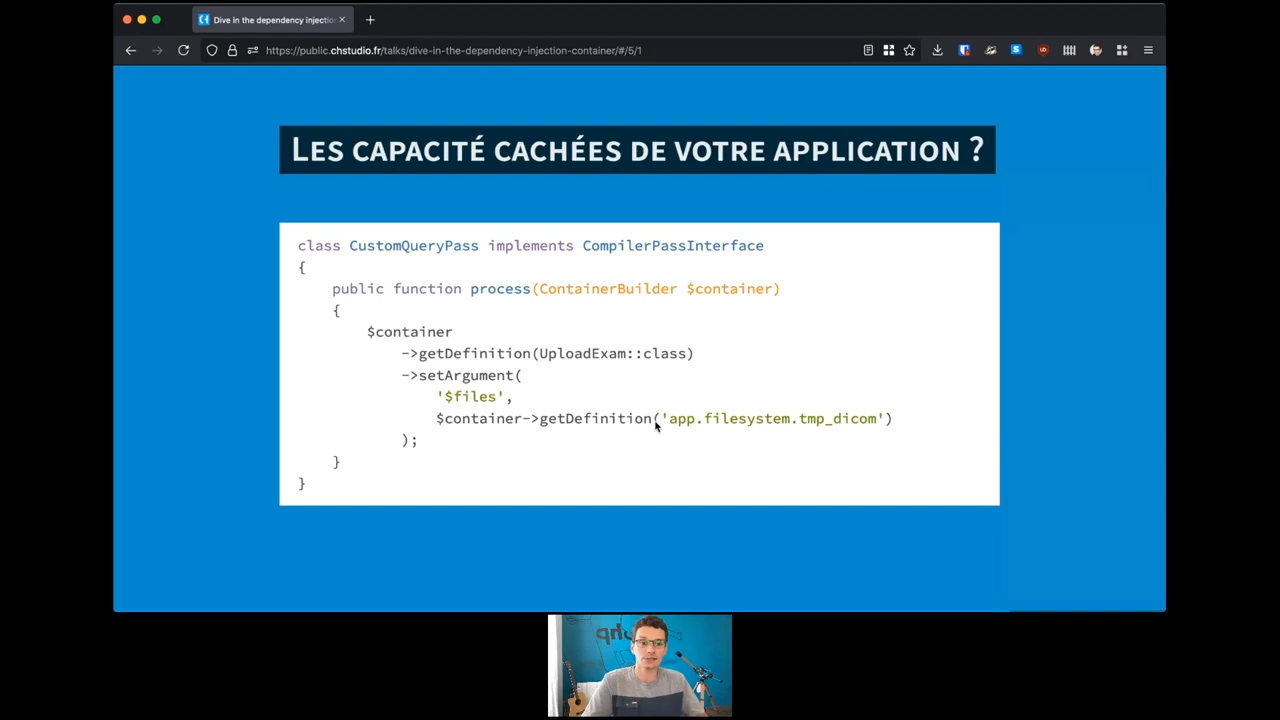 Dive in the dependency injectio
https://public.chstudio.fr/talks/dive-in-the-dependency-injection-container/#/5/1
LES CAPACITÉ CACHÉES DE VOTRE APPLICATION ?
class CustomQueryPass implements CompilerPassInterface
{
public function process(ContainerBuilder $container)
{
$container
->getDefinition(UploadExam::class)
->setArgument(
'$files',
$container->getDefinition('app.filesystem.tmp_dicom')
);
}
}
php